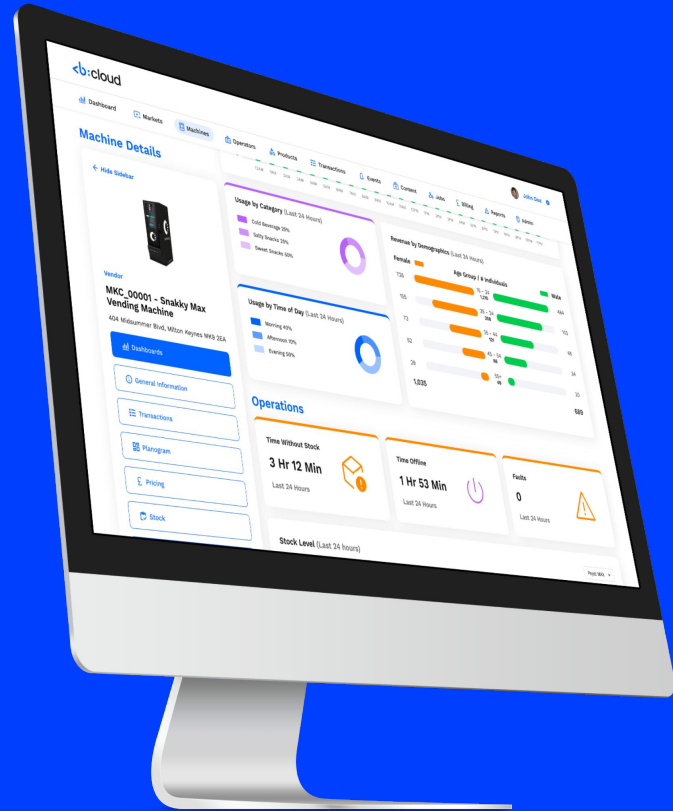 <b:cloud
Dashboard
Markets
Machines
Operators
Products
Transactions
Events
Content
Jobs
Billing
Reports
Admin
John Doe
Machine Details
← Hide Sidebar
Vendor
MKC_00001 - Snakky Max
Vending Machine
404 Midsummer Blvd, Milton Keynes MK9 2EA
Dashboards
General Information
Transactions
Planogram
£ Pricing
Stock
Usage by Category (Last 24 Hours)
Cold Beverage 25%
Salty Snacks 25%
Sweet Snacks 50%
Usage by Time of Day (Last 24 Hours)
Morning 40%
Afternoon 10%
Evening 50%
Revenue by Demographics (Last 24 Hours)
Female
Age Group / # individuals
Male
1,035
689
Operations
Time Without Stock
3 Hr 12 Min
Last 24 Hours
Time Offline
1 Hr 53 Min
Last 24 Hours
Faults
0
Last 24 Hours
Stock Level (Last 24 hours)